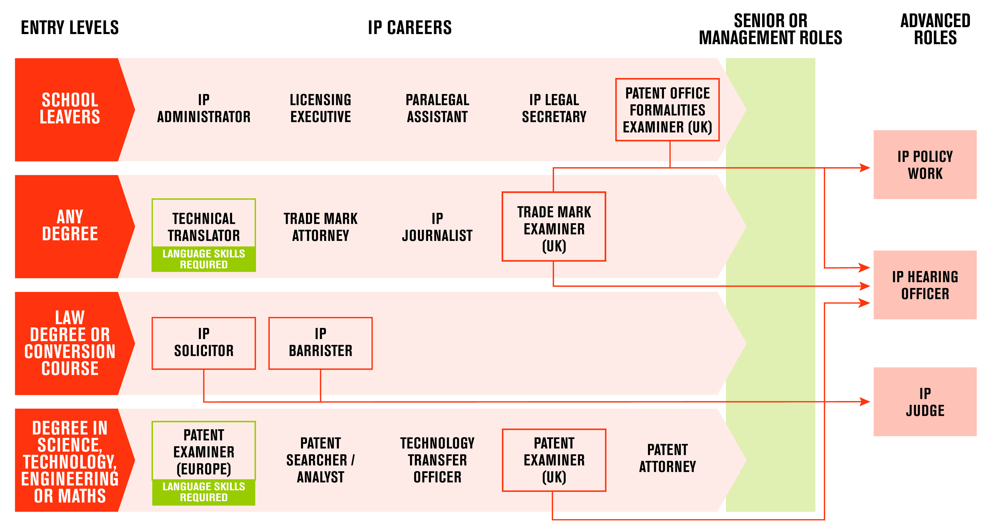 ENTRY LEVELS
IP CAREERS
SENIOR OR
MANAGEMENT ROLES
ADVANCED
ROLES
SCHOOL
LEAVERS
IP
ADMINISTRATOR
LICENSING
EXECUTIVE
PARALEGAL
ASSISTANT
IP LEGAL
SECRETARY
PATENT OFFICE
FORMALITIES
EXAMINER (UK)
IP POLICY
WORK
ANY
DEGREE
TECHNICAL
TRANSLATOR
LANGUAGE SKILLS
REQUIRED
TRADE MARK
ATTORNEY
IP
JOURNALIST
TRADE MARK
EXAMINER
(UK)
IP HEARING
OFFICER
LAW
DEGREE OR
CONVERSION
COURSE
IP
SOLICITOR
IP
BARRISTER
IP
JUDGE
DEGREE IN
SCIENCE,
TECHNOLOGY,
ENGINEERING
OR MATHS
PATENT
EXAMINER
(EUROPE)
LANGUAGE SKILLS
REQUIRED
PATENT
SEARCHER /
ANALYST
TECHNOLOGY
TRANSFER
OFFICER
PATENT
EXAMINER
(UK)
PATENT
ATTORNEY